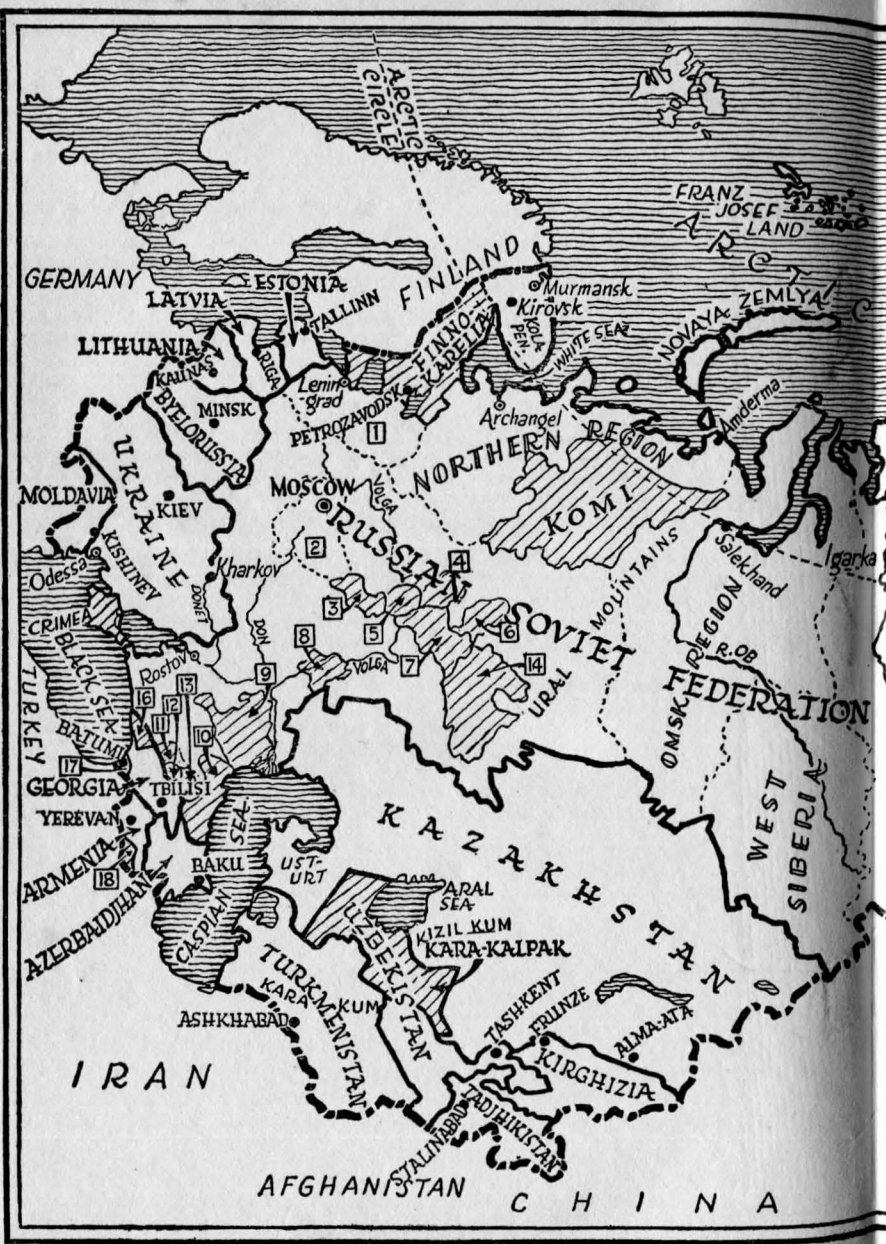 ARCTIC
CIRCLE
FRANZ
JOSEF
LAND
A R C T I C
GERMANY
ESTONIA
LATVIA
TALLINN
FINLAND
Murmansk
Kirovsk
KOLA
PEN.
WHITE SEA
NOVAYA ZEMLYA
LITHUANIA
KAUNAS
RIGA
FINNO-
KARELIA
Lenin-
grad
PETROZAVODSK
Archangel
Amderma
BYELORUSSIA
MINSK
1
NORTHERN REGION
KOMI
UKRAINE
MOLDAVIA
KIEV
MOSCOW
VOLGA
RUSSIAN SOVIET FEDERATION
2
4
MOUNTAINS
URAL
Salekhard
Igarka
Odessa
KISHINEV
Kharkov
DONETZ
DON
3
5
6
OMSK REGION
R. OB
CRIMEA
BLACK SEA
Rostov
8
9
VOLGA
7
14
TURKEY
16
13
12
11
10
BATUMI
17
GEORGIA
TBILISI
WEST
SIBERIA
YEREVAN
KAZAKHSTAN
ARMENIA
18
BAKU
UST-
URT
ARAL
SEA
AZERBAIDJHAN
CASPIAN SEA
KIZIL KUM
KARA-KALPAK
UZBEKISTAN
TURKMENISTAN
KARA KUM
ASHKHABAD
TASHKENT
FRUNZE
ALMA-ATA
KIRGHIZIA
IRAN
STALINABAD
TADJHIKISTAN
AFGHANISTAN
CHINA